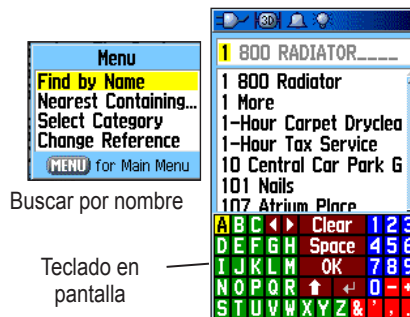 Menu
Find by Name
Nearest Containing...
Select Category
Change Reference
MENU for Main Menu
Buscar por nombre
Teclado en
pantalla
3D
1 800 RADIATOR____
1 800 Radiator
1 More
1-Hour Carpet Dryclea
1-Hour Tax Service
10 Central Car Park G
101 Nails
107 Atrium Place
A B C Clear 1 2 3
D E F G H Space 4 5 6
I J K L M OK 7 8 9
N O P Q R 0 - +
S T U V W X Y Z & ' , .